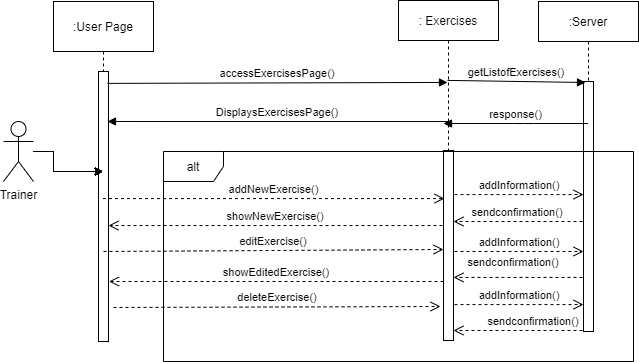 :User Page
: Exercises
:Server
accessExercisesPage()
getListofExercises()
DisplaysExercisesPage()
response()
Trainer
alt
addNewExercise()
addInformation()
showNewExercise()
sendconfirmation()
editExercise()
addInformation()
sendconfirmation()
showEditedExercise()
deleteExercise()
addInformation()
sendconfirmation()